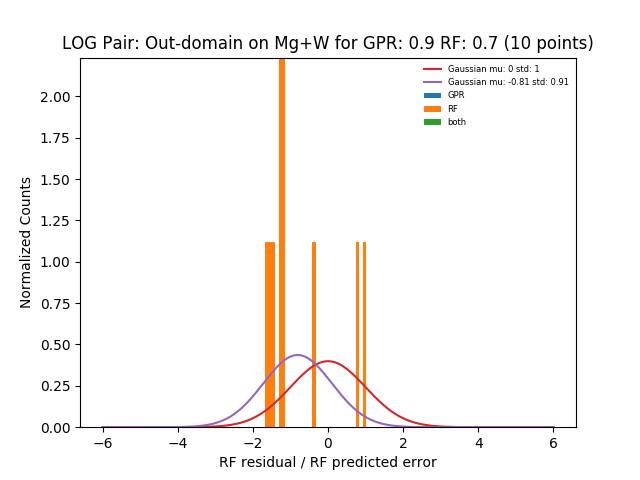 LOG Pair: Out-domain on Mg+W for GPR: 0.9 RF: 0.7 (10 points)
Gaussian mu: 0 std: 1
Gaussian mu: -0.81 std: 0.91
GPR
RF
both
Normalized Counts
2.00
1.75
1.50
1.25
1.00
0.75
0.50
0.25
0.00
−6
−4
−2
0
2
4
6
RF residual / RF predicted error